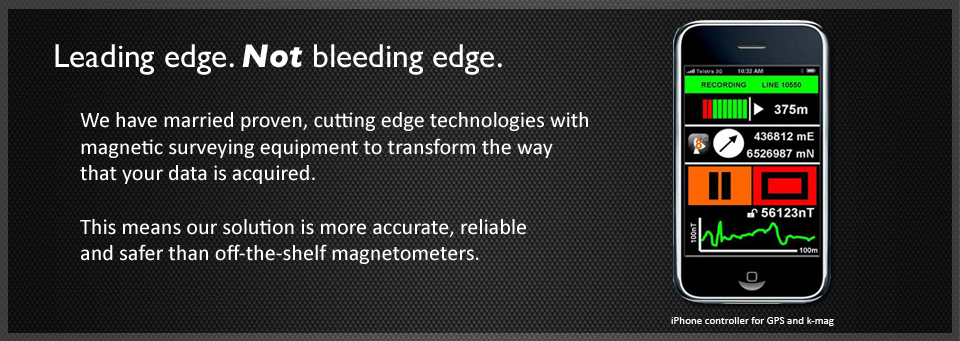 Leading edge. Not bleeding edge.
We have married proven, cutting edge technologies with
magnetic surveying equipment to transform the way
that your data is acquired.
This means our solution is more accurate, reliable
and safer than off-the-shelf magnetometers.
Telstra 3G 10:32 AM
RECORDING LINE 10550
375m
8
436812 mE
6526987 mN
56123nT
100nT
100m
iPhone controller for GPS and k-mag